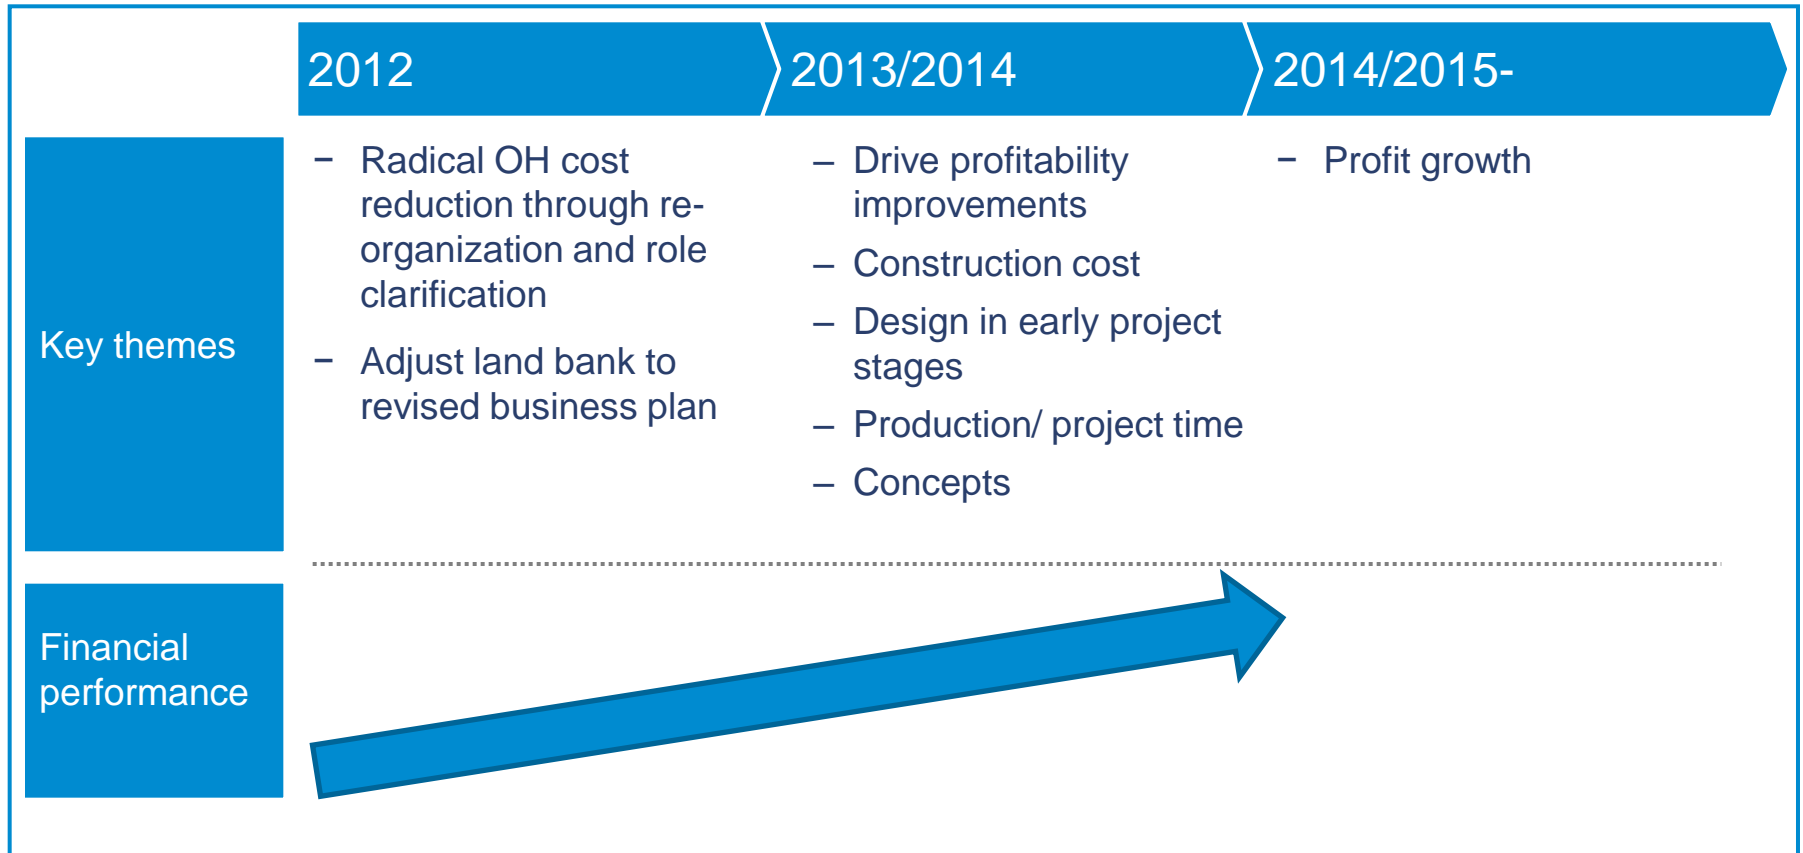 2012
2013/2014
2014/2015-
Key themes
− Radical OH cost
reduction through re-
organization and role
clarification
− Adjust land bank to
revised business plan
– Drive profitability
improvements
– Construction cost
– Design in early project
stages
– Production/ project time
– Concepts
− Profit growth
Financial
performance